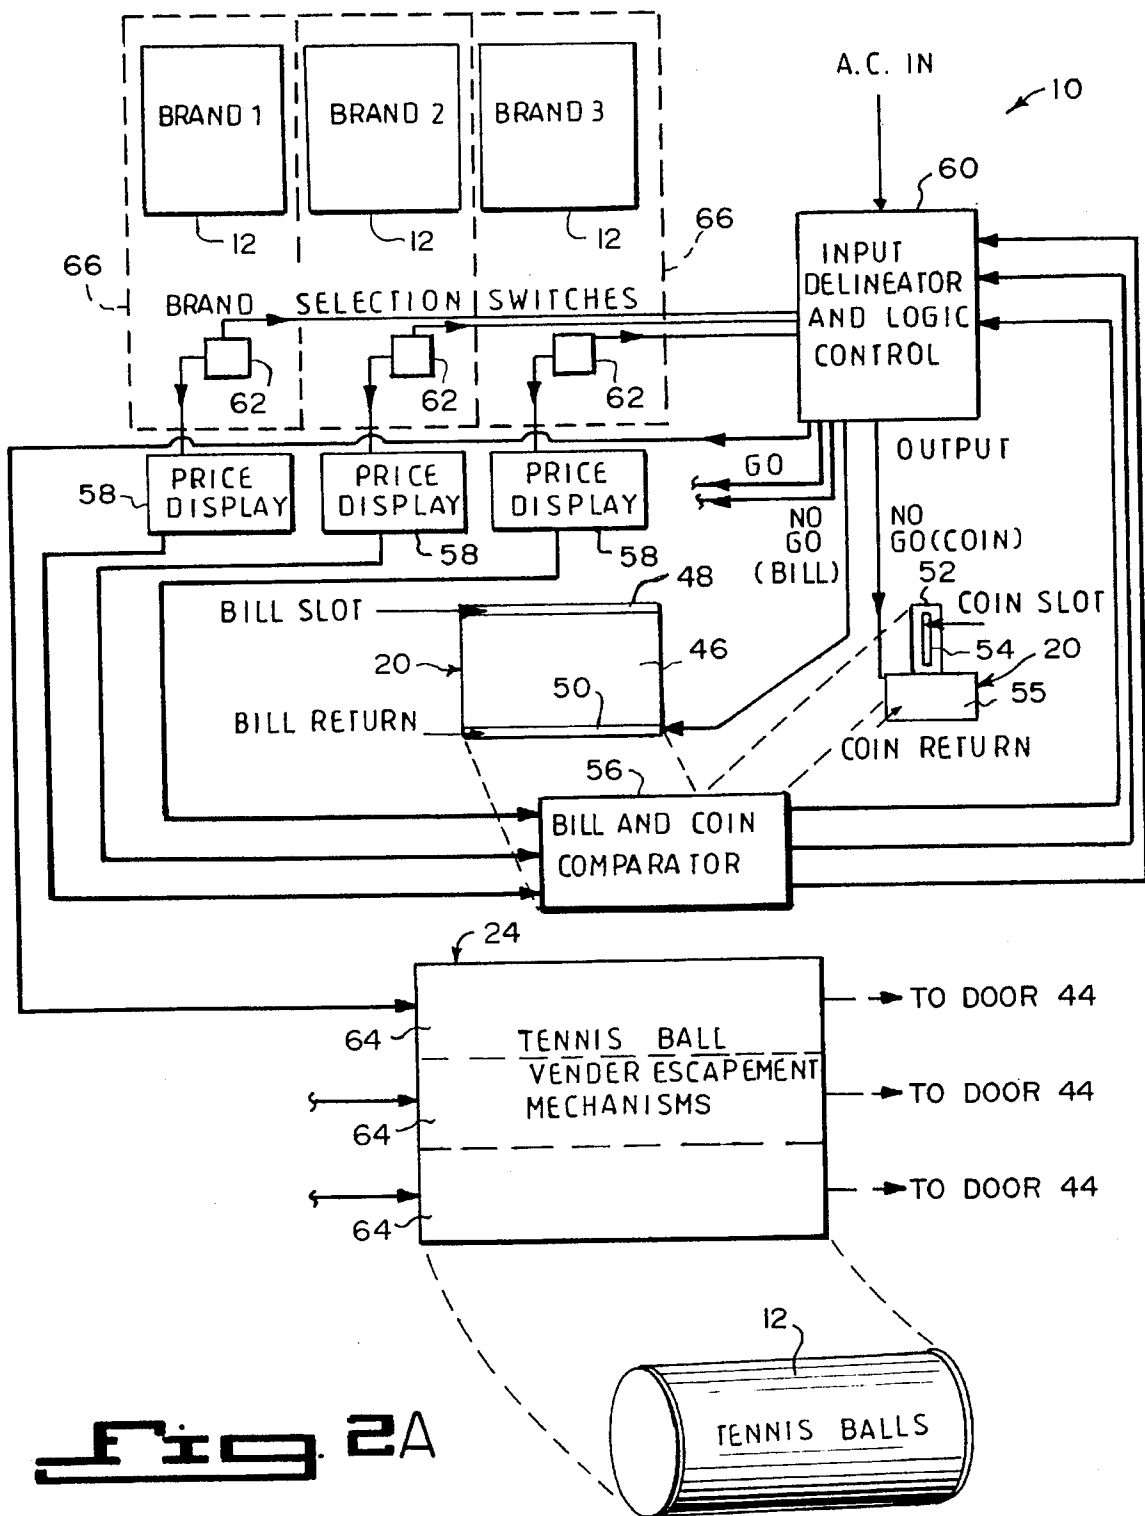 BRAND 1
BRAND 2
BRAND 3
A.C. IN
10
60
12
12
12
66
66
INPUT
DELINEATOR
AND LOGIC
CONTROL
BRAND SELECTION SWITCHES
62
62
62
OUTPUT
GO
PRICE
DISPLAY
PRICE
DISPLAY
PRICE
DISPLAY
58
58
58
NO
GO
(BILL)
NO
GO(COIN)
52
COIN SLOT
54
20
55
COIN RETURN
BILL SLOT
48
20
46
50
BILL RETURN
56
BILL AND COIN
COMPARATOR
24
TO DOOR 44
64
TENNIS BALL
VENDER ESCAPEMENT
MECHANISMS
TO DOOR 44
64
TO DOOR 44
64
12
TENNIS BALLS
Fig. 2A